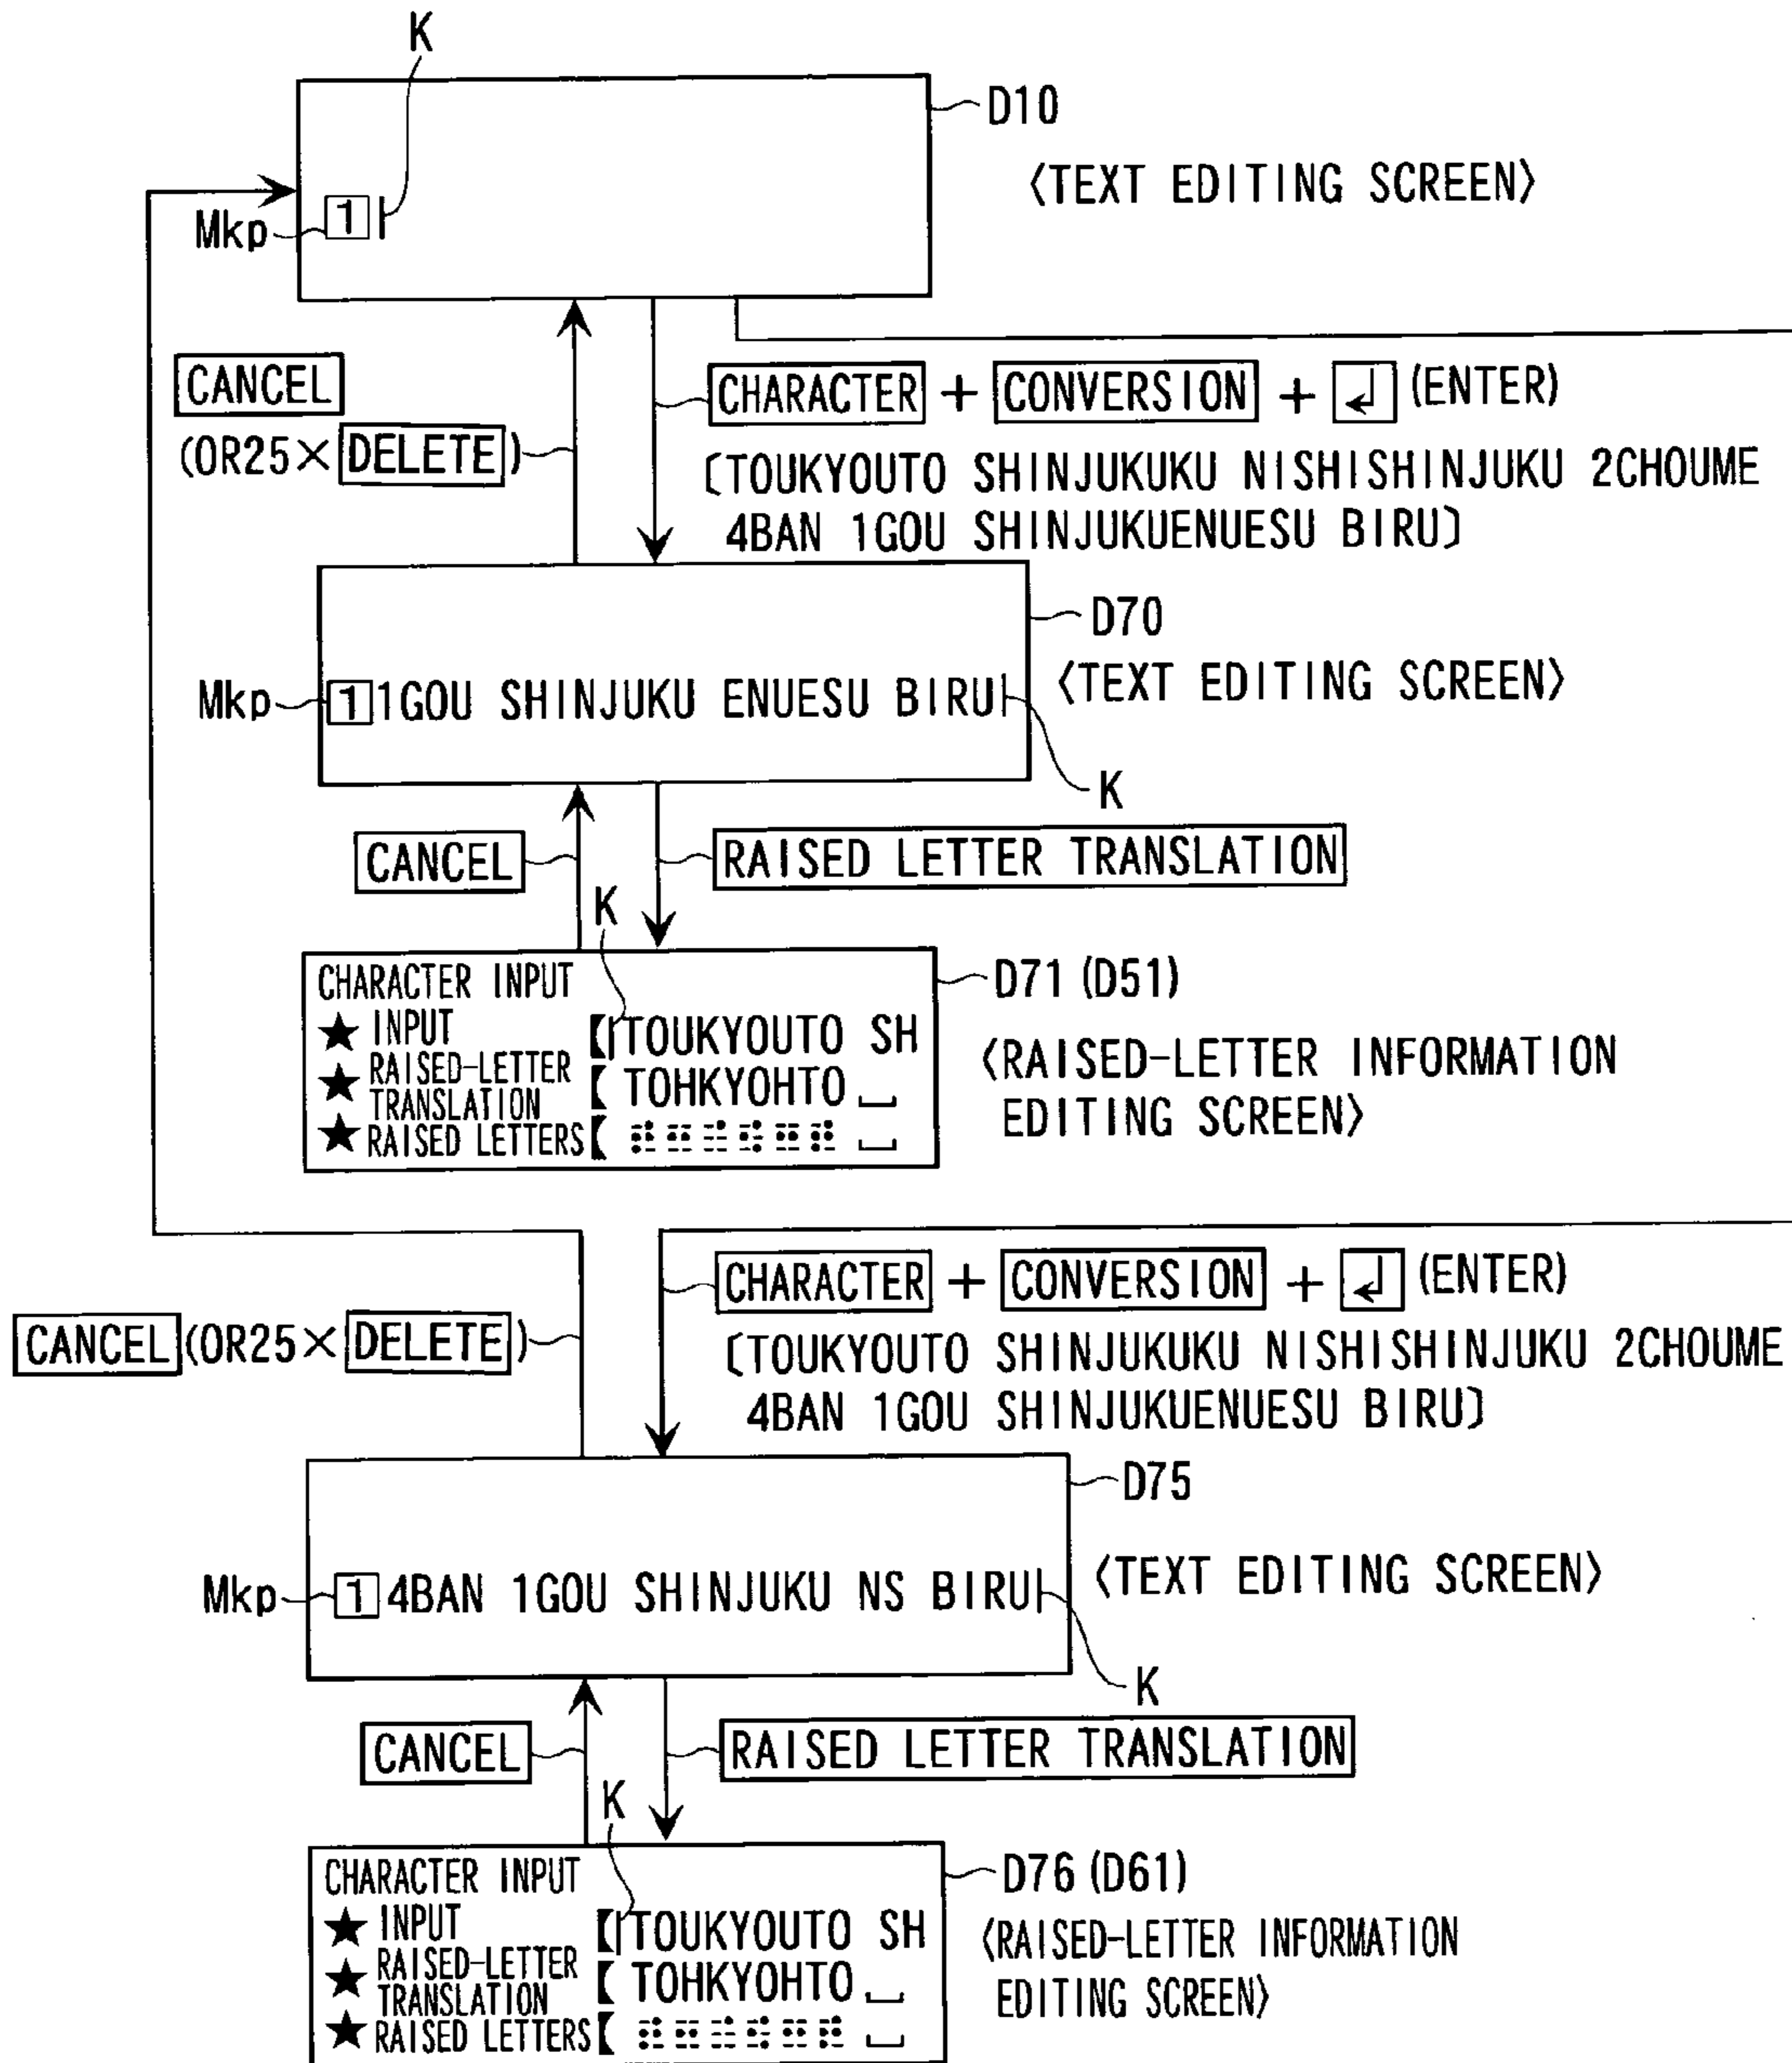 K
D10
〈TEXT EDITING SCREEN〉
Mkp 1
CANCEL
(OR25×DELETE)
CHARACTER + CONVERSION + ↵ (ENTER)
〔TOUKYOUTO SHINJUKUKU NISHISHINJUKU 2CHOUME
4BAN 1GOU SHINJUKUENUESU BIRU〕
D70
Mkp 1 1GOU SHINJUKU ENUESU BIRU 〈TEXT EDITING SCREEN〉
K
CANCEL RAISED LETTER TRANSLATION
K
D71 (D51)
CHARACTER INPUT
★ INPUT 【TOUKYOUTO SH
★ RAISED-LETTER TRANSLATION 【 TOHKYOHTO ⎵
★ RAISED LETTERS【 ⎵
〈RAISED-LETTER INFORMATION
EDITING SCREEN〉
CHARACTER + CONVERSION + ↵ (ENTER)
CANCEL (OR25×DELETE)
〔TOUKYOUTO SHINJUKUKU NISHISHINJUKU 2CHOUME
4BAN 1GOU SHINJUKUENUESU BIRU〕
D75
Mkp 1 4BAN 1GOU SHINJUKU NS BIRU 〈TEXT EDITING SCREEN〉
K
CANCEL RAISED LETTER TRANSLATION
K
D76 (D61)
CHARACTER INPUT
★ INPUT 【TOUKYOUTO SH
★ RAISED-LETTER TRANSLATION 【 TOHKYOHTO ⎵
★ RAISED LETTERS【 ⎵
〈RAISED-LETTER INFORMATION
EDITING SCREEN〉